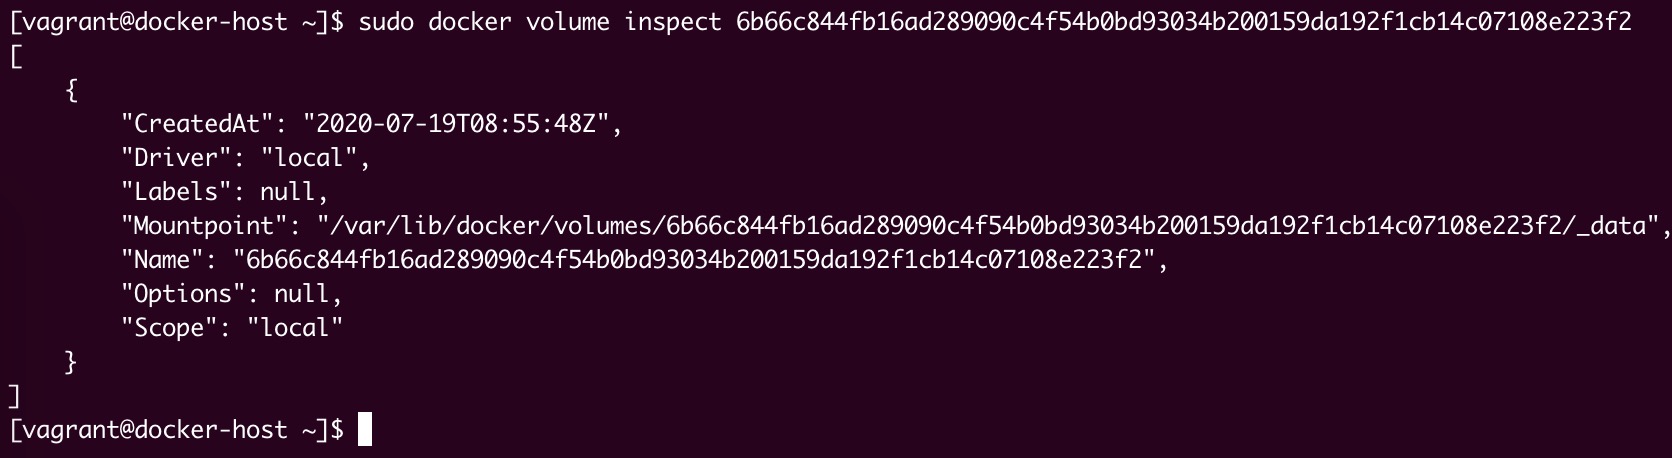 [vagrant@docker-host ~]$ sudo docker volume inspect 6b66c844fb16ad289090c4f54b0bd93034b200159da192f1cb14c07108e223f2
[
    {
        "CreatedAt": "2020-07-19T08:55:48Z",
        "Driver": "local",
        "Labels": null,
        "Mountpoint": "/var/lib/docker/volumes/6b66c844fb16ad289090c4f54b0bd93034b200159da192f1cb14c07108e223f2/_data",
        "Name": "6b66c844fb16ad289090c4f54b0bd93034b200159da192f1cb14c07108e223f2",
        "Options": null,
        "Scope": "local"
    }
]
[vagrant@docker-host ~]$